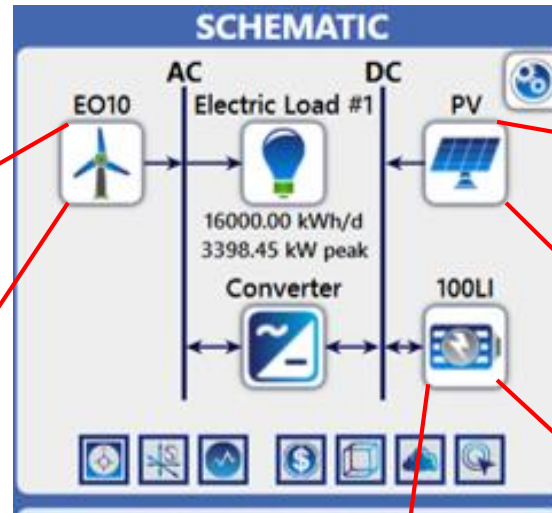 SCHEMATIC
AC
DC
EO10
Electric Load #1
PV
16000.00 kWh/d
3398.45 kW peak
Converter
100LI